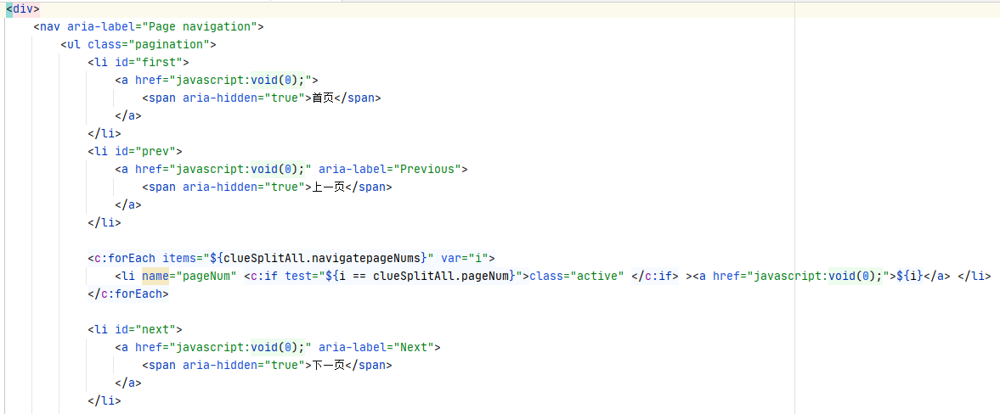 <div>
<nav aria-label="Page navigation">
<ul class="pagination">
<li id="first">
<a href="javascript:void(0);">
<span aria-hidden="true">首页</span>
</a>
</li>
<li id="prev">
<a href="javascript:void(0);" aria-label="Previous">
<span aria-hidden="true">上一页</span>
</a>
</li>
<c:forEach items="${clueSplitAll.navigatepageNums}" var="i">
<li name="pageNum" <c:if test="${i == clueSplitAll.pageNum}">class="active" </c:if> ><a href="javascript:void(0);">${i}</a> </li>
</c:forEach>
<li id="next">
<a href="javascript:void(0);" aria-label="Next">
<span aria-hidden="true">下一页</span>
</a>
</li>